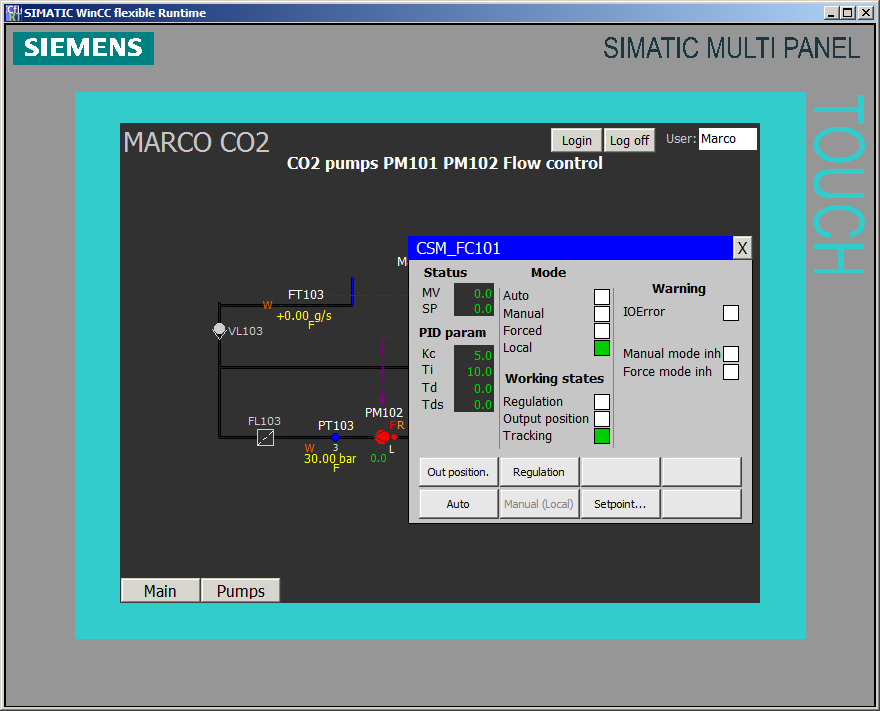 SIMATIC WinCC flexible Runtime
SIEMENS
SIMATIC MULTI PANEL
TOUCH
MARCO CO2
Login
Log off
User:
Marco
CO2 pumps PM101 PM102 Flow control
CSM_FC101
X
M
Status
MV 0.0
SP 0.0
PID param
Kc 5.0
Ti 10.0
Td 0.0
Tds 0.0
Mode
Auto
Manual
Forced
Local
Working states
Regulation
Output position
Tracking
Warning
IOError
Manual mode inh
Force mode inh
Out position.
Regulation
Auto
Manual (Local)
Setpoint...
FT103
W
+0.00 g/s
F
VL103
FL103
PT103
W
3
30.00 bar
F
PM102
F R
L
0.0
Main
Pumps